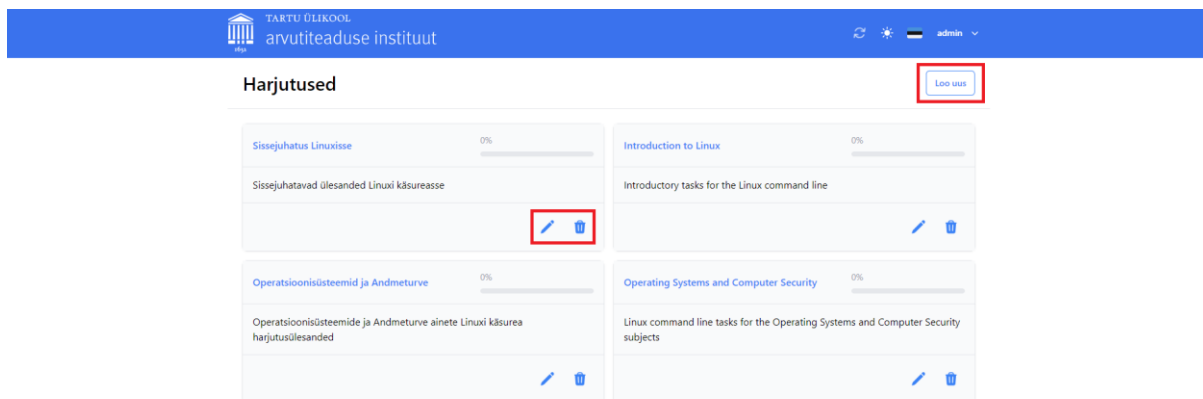 TARTU ÜLIKOOL
arvutiteaduse instituut
1632
admin
Harjutused
Loo uus
Sissejuhatus Linuxisse
0%
Introduction to Linux
0%
Sissejuhatavad ülesanded Linuxi käsureasse
Introductory tasks for the Linux command line
Operatsioonisüsteemid ja Andmeturve
0%
Operating Systems and Computer Security
0%
Operatsioonisüsteemide ja Andmeturve ainete Linuxi käsurea
harjutusülesanded
Linux command line tasks for the Operating Systems and Computer Security
subjects